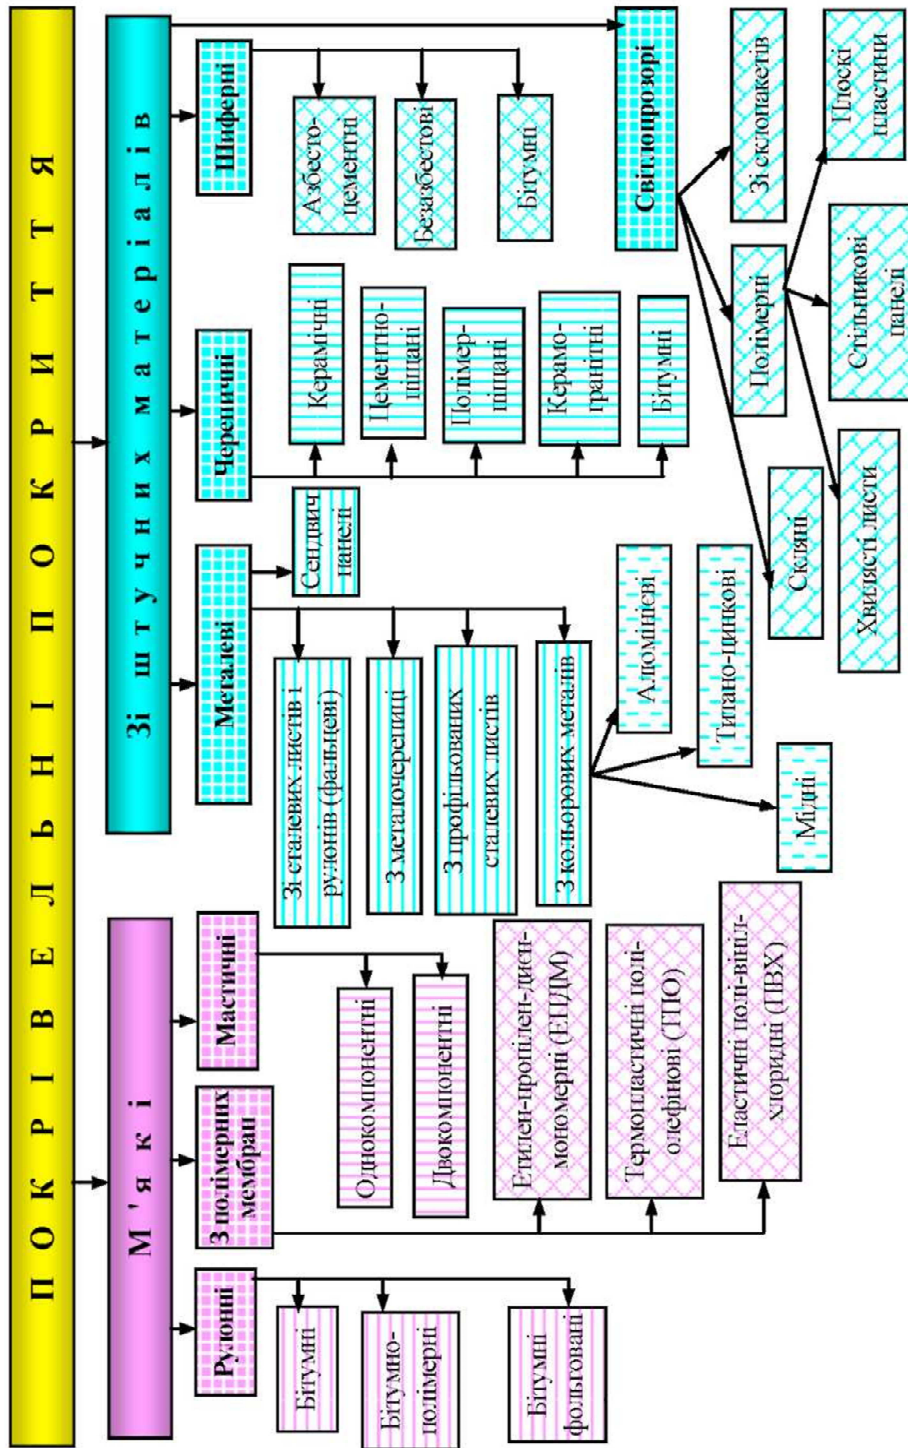 ПОКРІВЕЛЬНІ ПОКРИТТЯ
М'які
Зі штучних матеріалів
Рулонні
З полімерних
мембран
Мастичні
Металеві
Черепичні
Шиферні
Світлопрозорі
Бітумні
Бітумно-
полімерні
Бітумні
фольговані
Етилен-пропілен-дієн-
мономерні (ЕПДМ)
Термопластичні полі-
олефінові (ТПО)
Еластичні полі-вініл-
хлоридні (ПВХ)
Однокомпонентні
Двокомпонентні
Зі сталевих листів і
рулонів (фальцеві)
З металочерепиці
З профільованих
сталевих листів
З кольорових металів
Сендвич
панелі
Мідні
Титано-цинкові
Алюмінієві
Керамічні
Цементно-
піщані
Полімер-
піщані
Керамо-
гранітні
Бітумні
Азбесто-
цементні
Безазбестові
Бітумні
Скляні
Полімерні
Зі склопакетів
Хвилясті листи
Стільникові
панелі
Плоскі
пластини